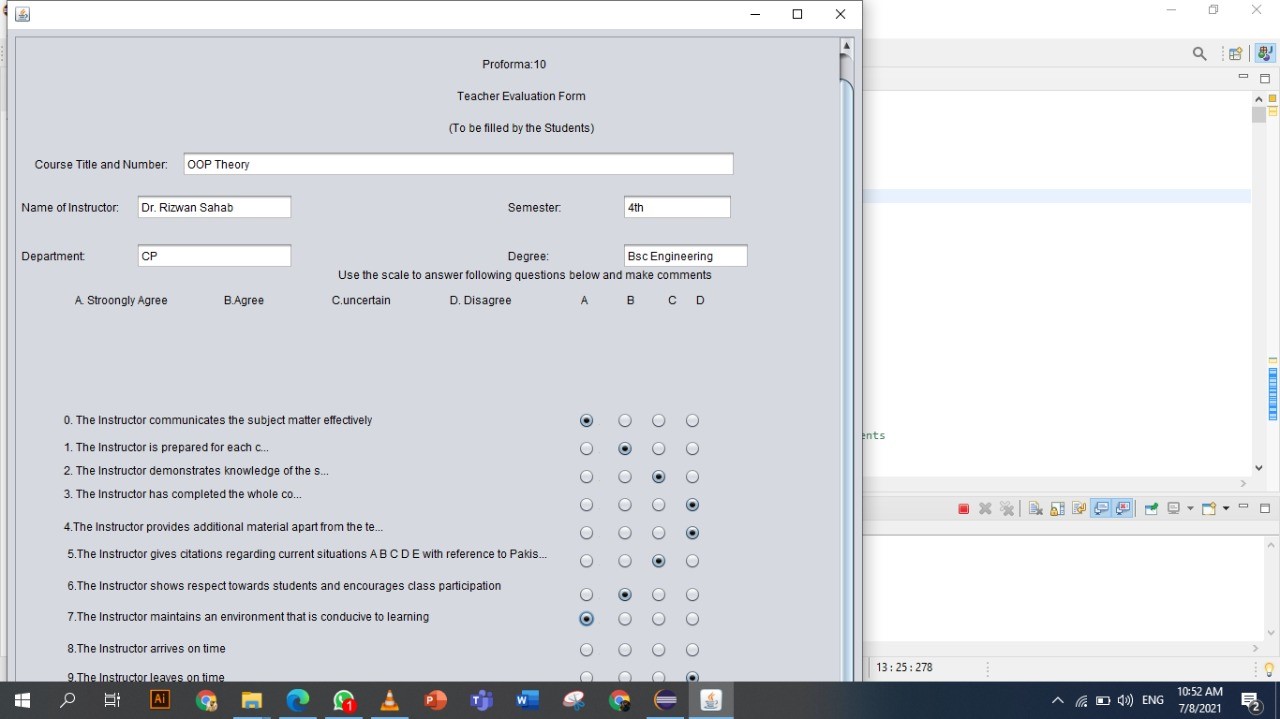 Proforma:10
Teacher Evaluation Form
(To be filled by the Students)
Course Title and Number: OOP Theory
Name of Instructor: Dr. Rizwan Sahab Semester: 4th
Department: CP Degree: Bsc Engineering
Use the scale to answer following questions below and make comments
A. Stroongly Agree B.Agree C.uncertain D. Disagree A B C D
0. The Instructor communicates the subject matter effectively
1. The Instructor is prepared for each c...
ents
2. The Instructor demonstrates knowledge of the s...
3. The Instructor has completed the whole co...
4.The Instructor provides additional material apart from the te...
5.The Instructor gives citations regarding current situations A B C D E with reference to Pakis...
6.The Instructor shows respect towards students and encourages class participation
7.The Instructor maintains an environment that is conducive to learning
8.The Instructor arrives on time
13 : 25 : 278
9.The Instructor leaves on time
Ai
1
P
W
ENG
10:52 AM
7/8/2021
2